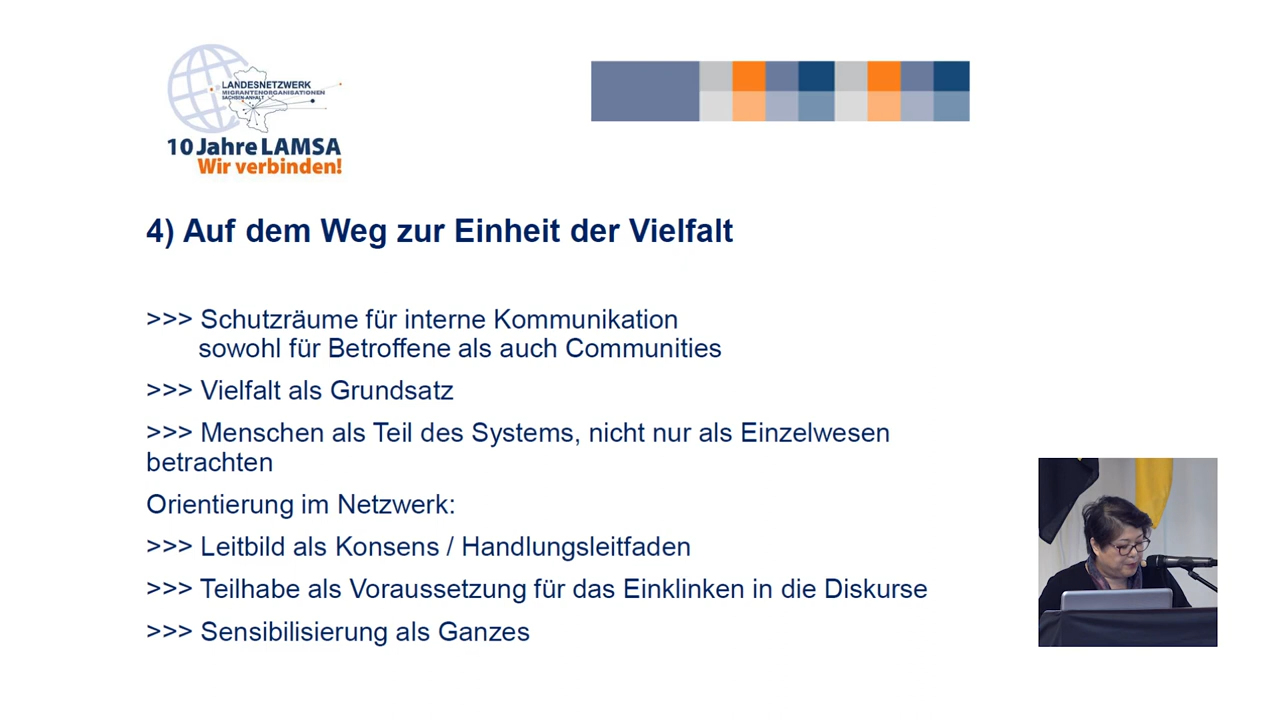 LANDESNETZWERK
MIGRANTENORGANISATIONEN
SACHSEN-ANHALT
10 Jahre LAMSA
Wir verbinden!
4) Auf dem Weg zur Einheit der Vielfalt
>>> Schutzräume für interne Kommunikation
sowohl für Betroffene als auch Communities
>>> Vielfalt als Grundsatz
>>> Menschen als Teil des Systems, nicht nur als Einzelwesen
betrachten
Orientierung im Netzwerk:
>>> Leitbild als Konsens / Handlungsleitfaden
>>> Teilhabe als Voraussetzung für das Einklinken in die Diskurse
>>> Sensibilisierung als Ganzes